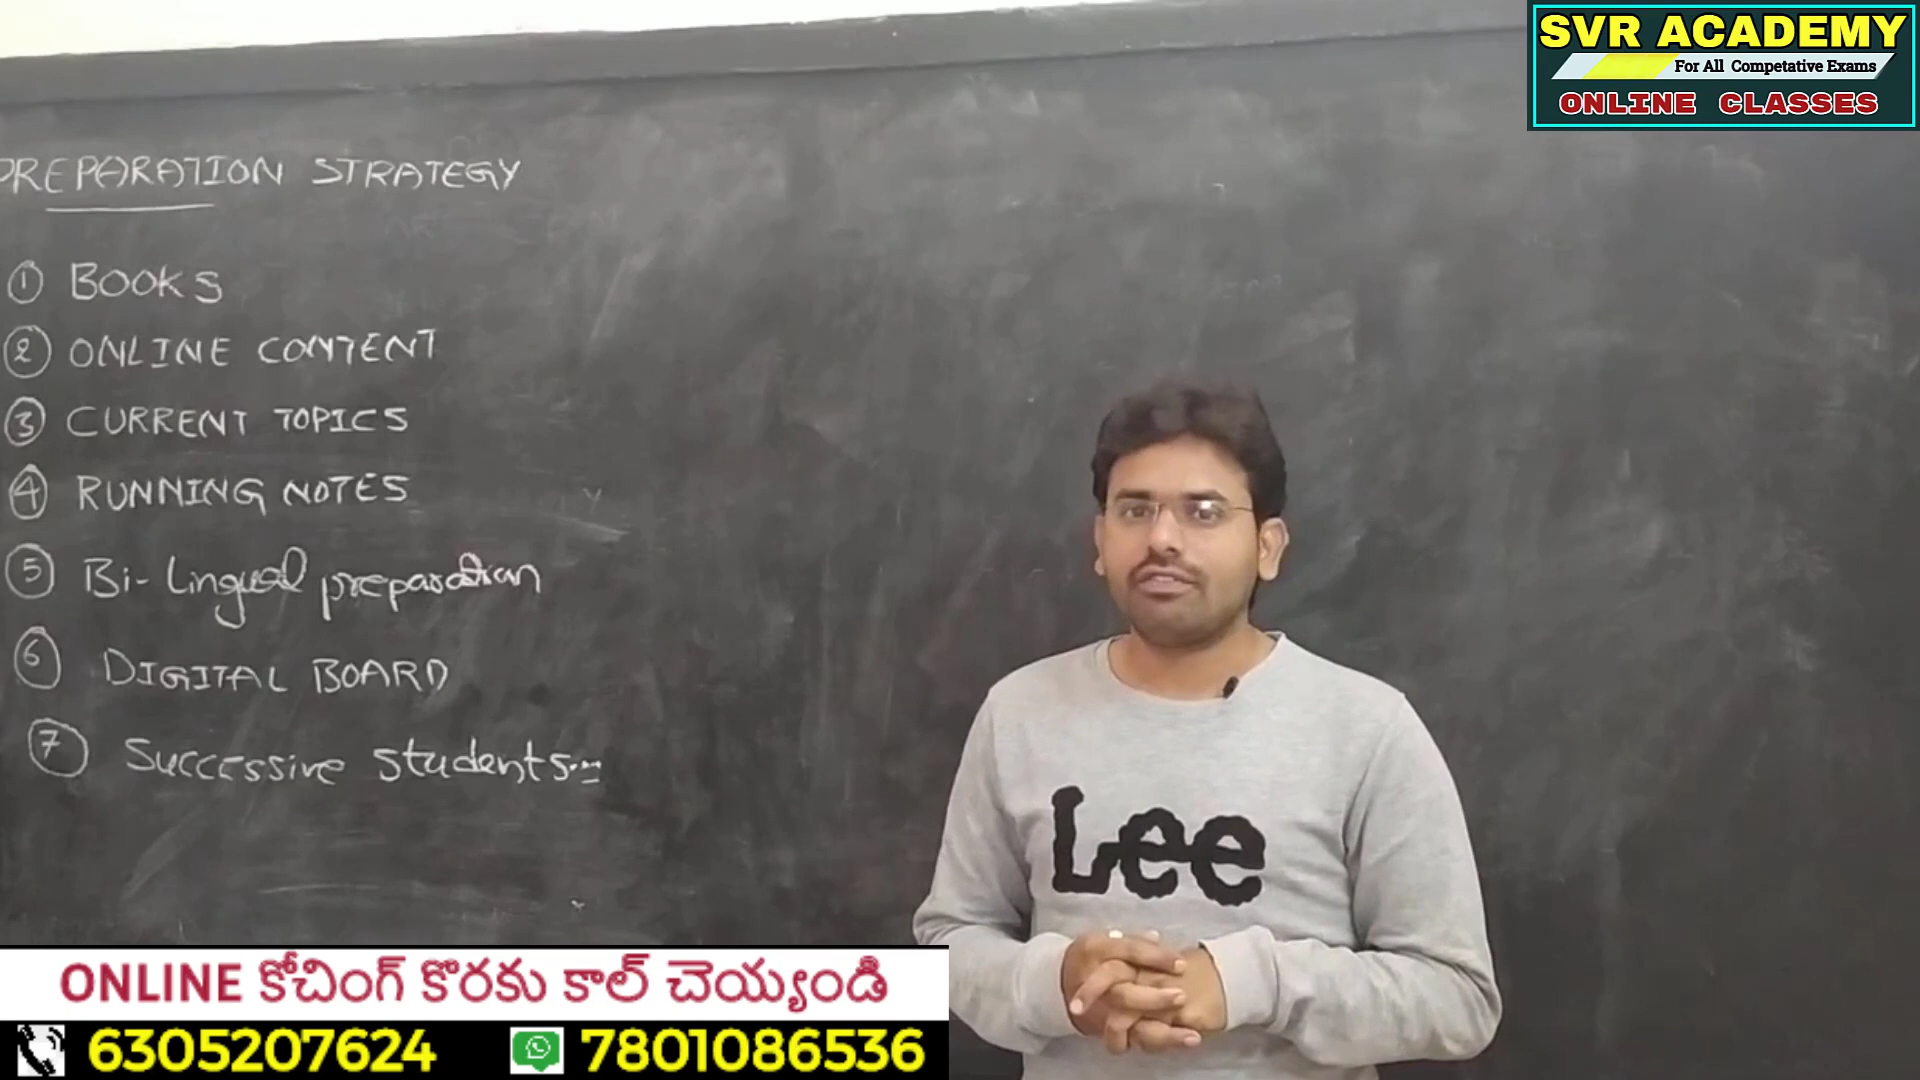 SVR ACADEMY
For All Competative Exams
ONLINE CLASSES
PREPARATION STRATEGY
① BOOKS
② ONLINE CONTENT
③ CURRENT TOPICS
④ RUNNING NOTES
⑤ Bi-Lingual preparation
⑥ DIGITAL BOARD
⑦ Successive students...
Lee
ONLINE కోచింగ్ కొరకు కాల్ చెయ్యండి
6305207624 7801086536